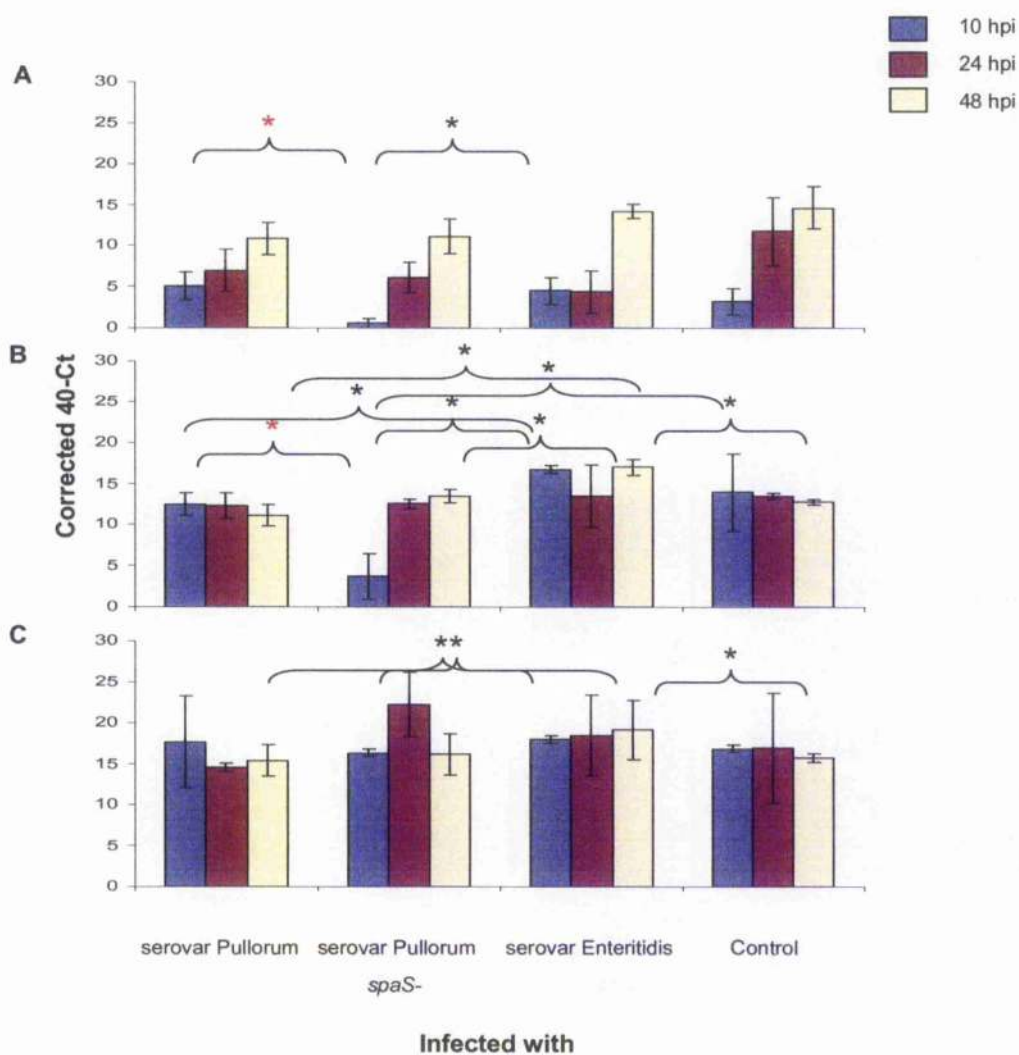 10 hpi
24 hpi
48 hpi
A
30
25
20
15
10
5
0
*
*
B
30
25
20
15
10
5
0
*
*
*
*
*
*
*
C
30
25
20
15
10
5
0
**
*
Corrected 40-Ct
serovar Pullorum
serovar Pullorum
spaS-
serovar Enteritidis
Control
Infected with